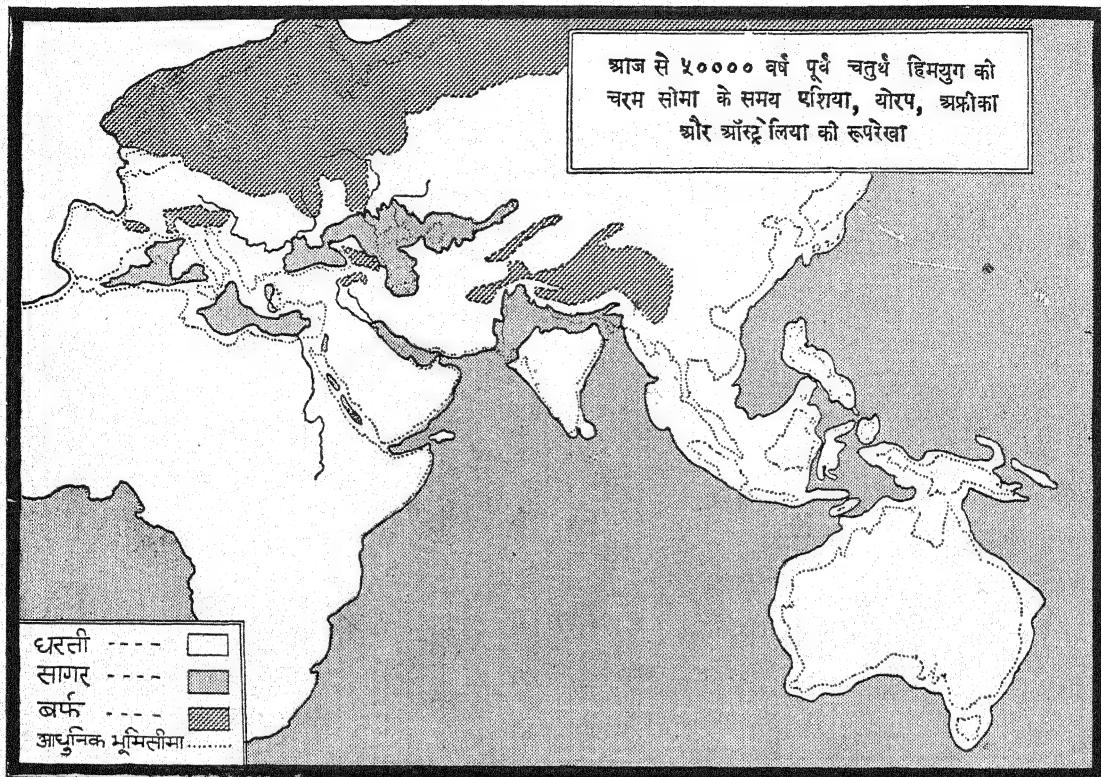 आज से ५०००० वर्ष पूर्व चतुर्थ हिमयुग की
चरम सीमा के समय एशिया, योरप, अफ्रीका
और ऑस्ट्रेलिया की रूपरेखा
धरती ----
सागर ----
बर्फ ----
आधुनिक भूमिसीमा.........